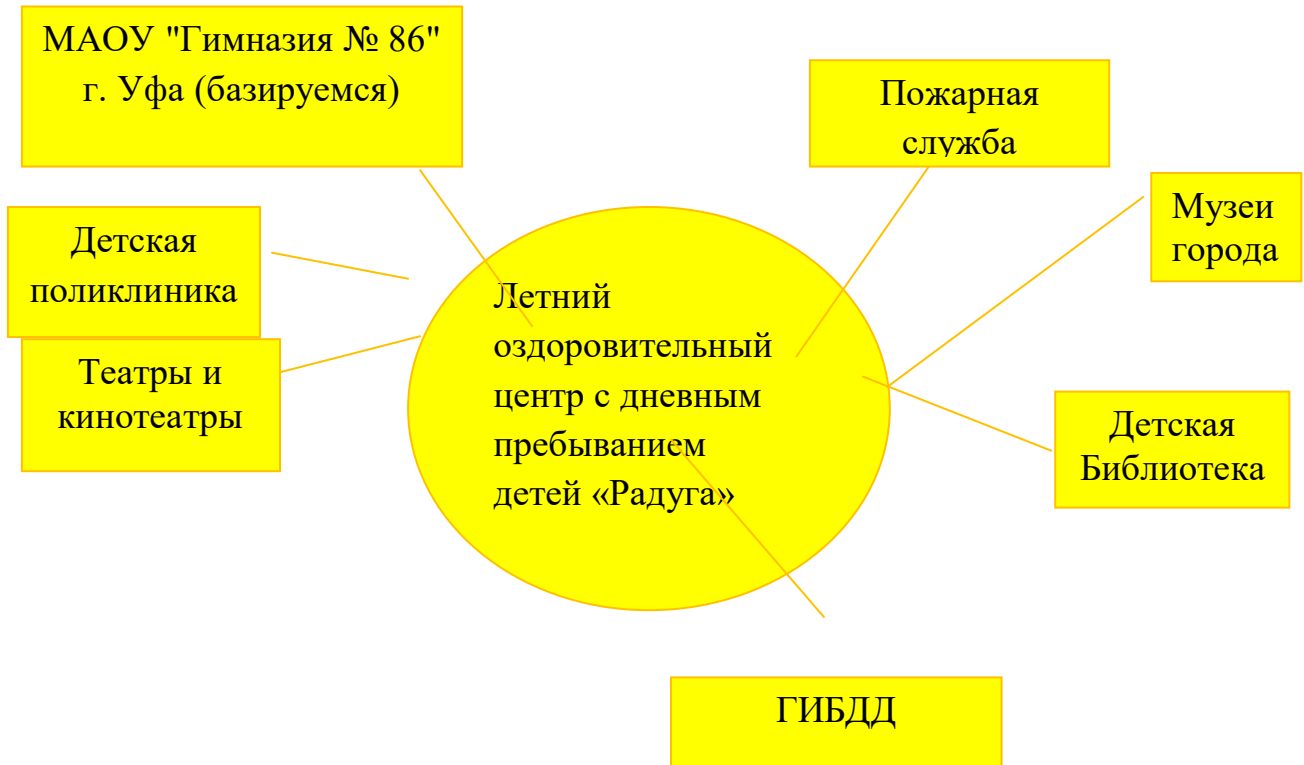 МАОУ "Гимназия № 86"
г. Уфа (базируемся)
Пожарная
служба
Музеи
города
Детская
поликлиника
Летний
оздоровительный
центр с дневным
пребыванием
детей «Радуга»
Театры и
кинотеатры
Детская
Библиотека
ГИБДД